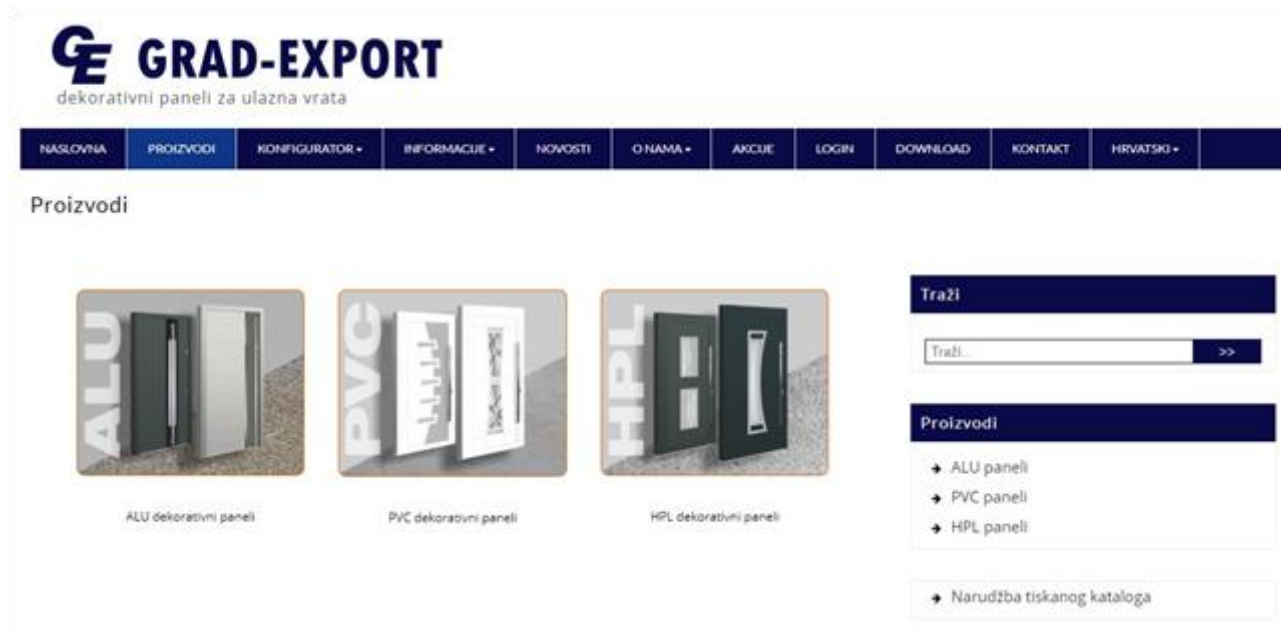 GE GRAD-EXPORT
dekorativni paneli za ulazna vrata
NASLOVNA PROIZVODI KONFIGURATOR INFORMACIJE NOVOSTI O NAMA AKCIJE LOGIN DOWNLOAD KONTAKT HRVATSKI
Proizvodi
ALU
PVC
HPL
ALU dekorativni paneli
PVC dekorativni paneli
HPL dekorativni paneli
Traži
Traži... >>
Proizvodi
ALU paneli
PVC paneli
HPL paneli
Narudžba tiskanog kataloga